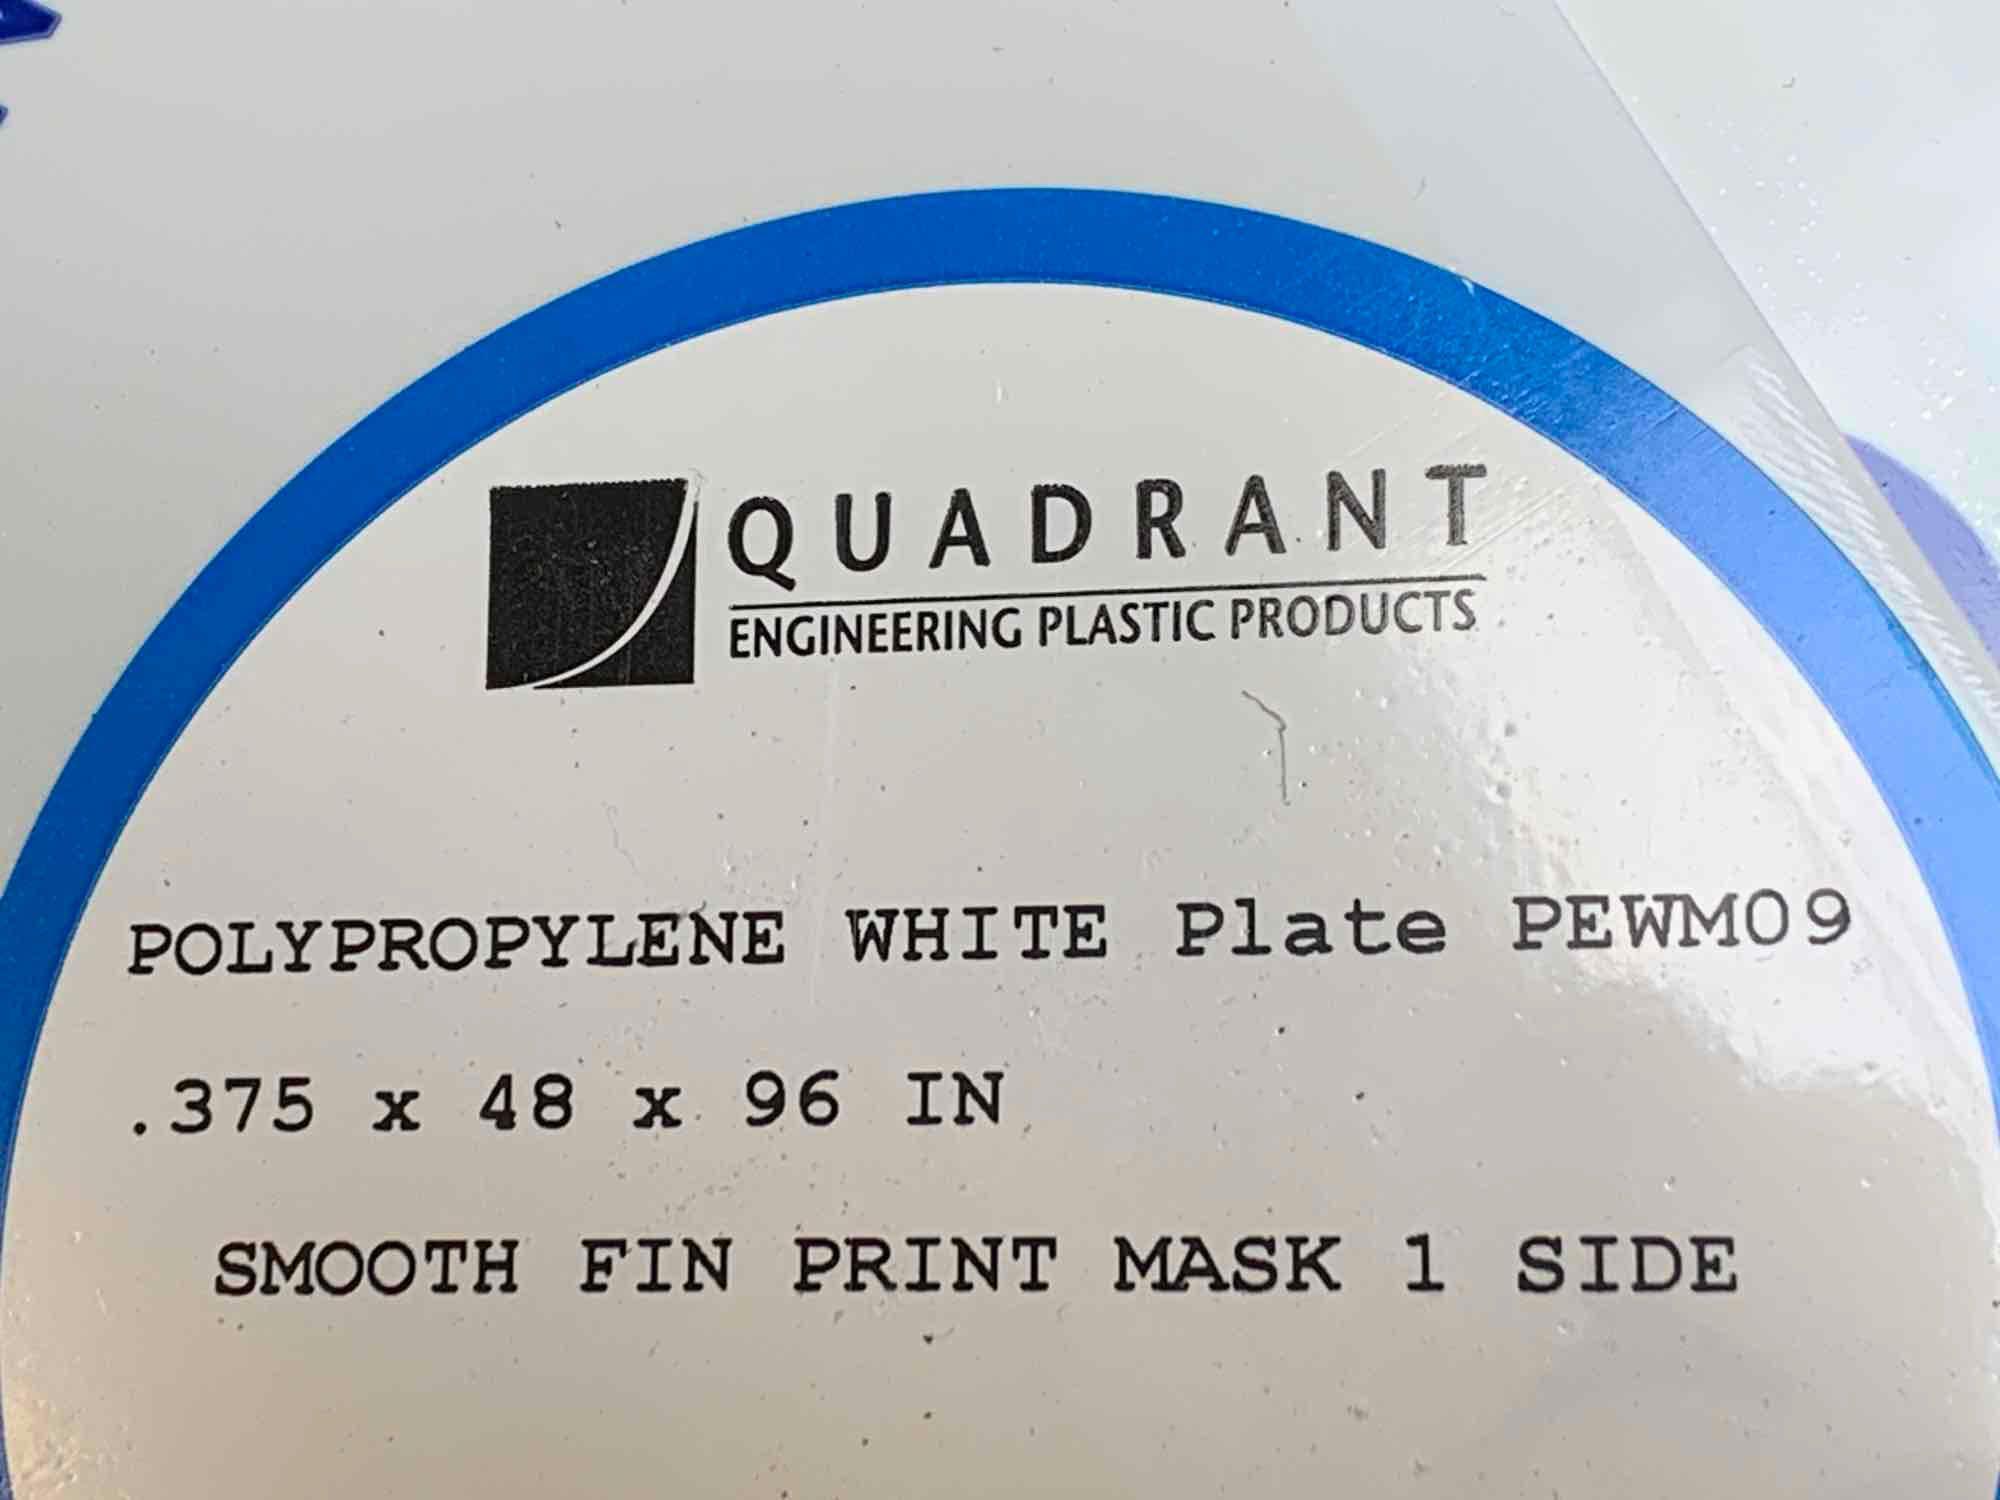 QUADRANT
ENGINEERING PLASTIC PRODUCTS
POLYPROPYLENE WHITE Plate PEWM09
.375 x 48 x 96 IN
SMOOTH FIN PRINT MASK 1 SIDE